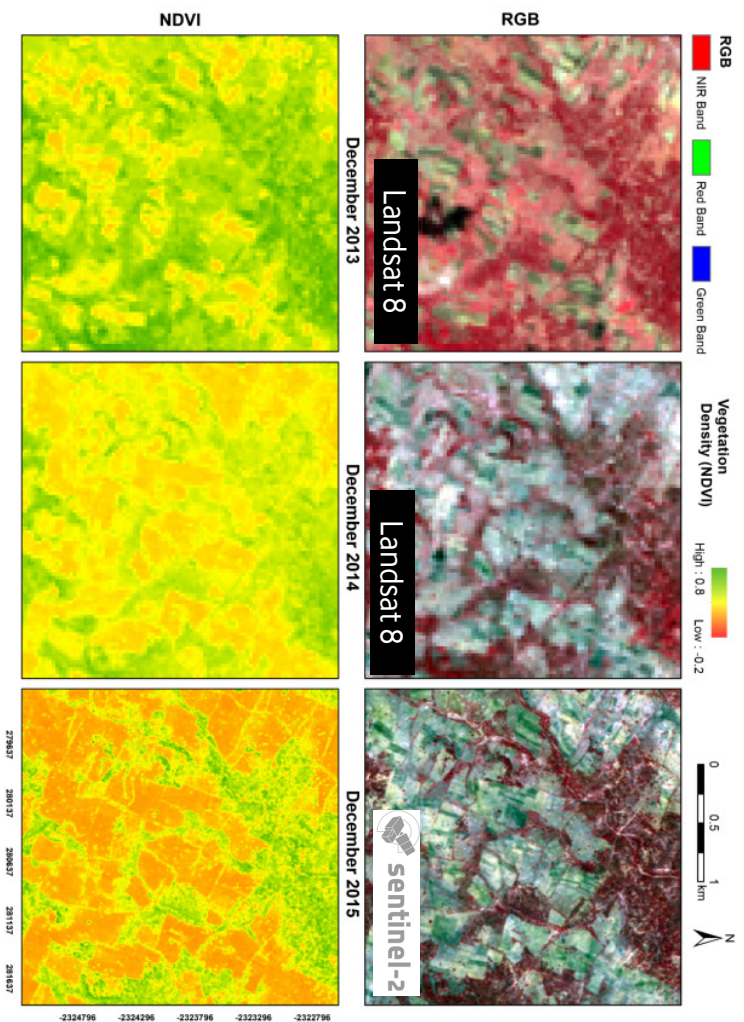 RGB
NIR Band
Red Band
Green Band
Vegetation
Density (NDVI)
High : 0.8
Low : -0.2
0
0.5
1
km
N
RGB
NDVI
December 2013
Landsat 8
December 2014
Landsat 8
December 2015
sentinel-2
279637
280137
280637
281137
281637
-2324796
-2324296
-2323796
-2323296
-2322796